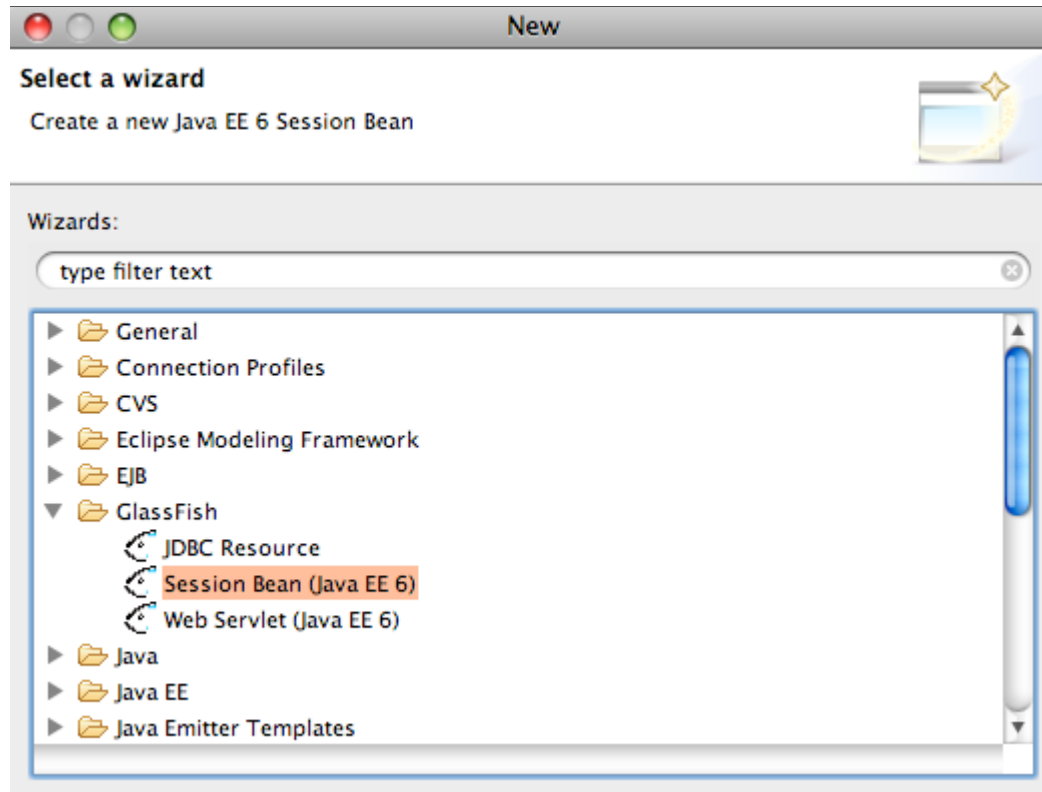 New
Select a wizard
Create a new Java EE 6 Session Bean
Wizards:
type filter text
General
Connection Profiles
CVS
Eclipse Modeling Framework
EJB
GlassFish
JDBC Resource
Session Bean (Java EE 6)
Web Servlet (Java EE 6)
Java
Java EE
Java Emitter Templates